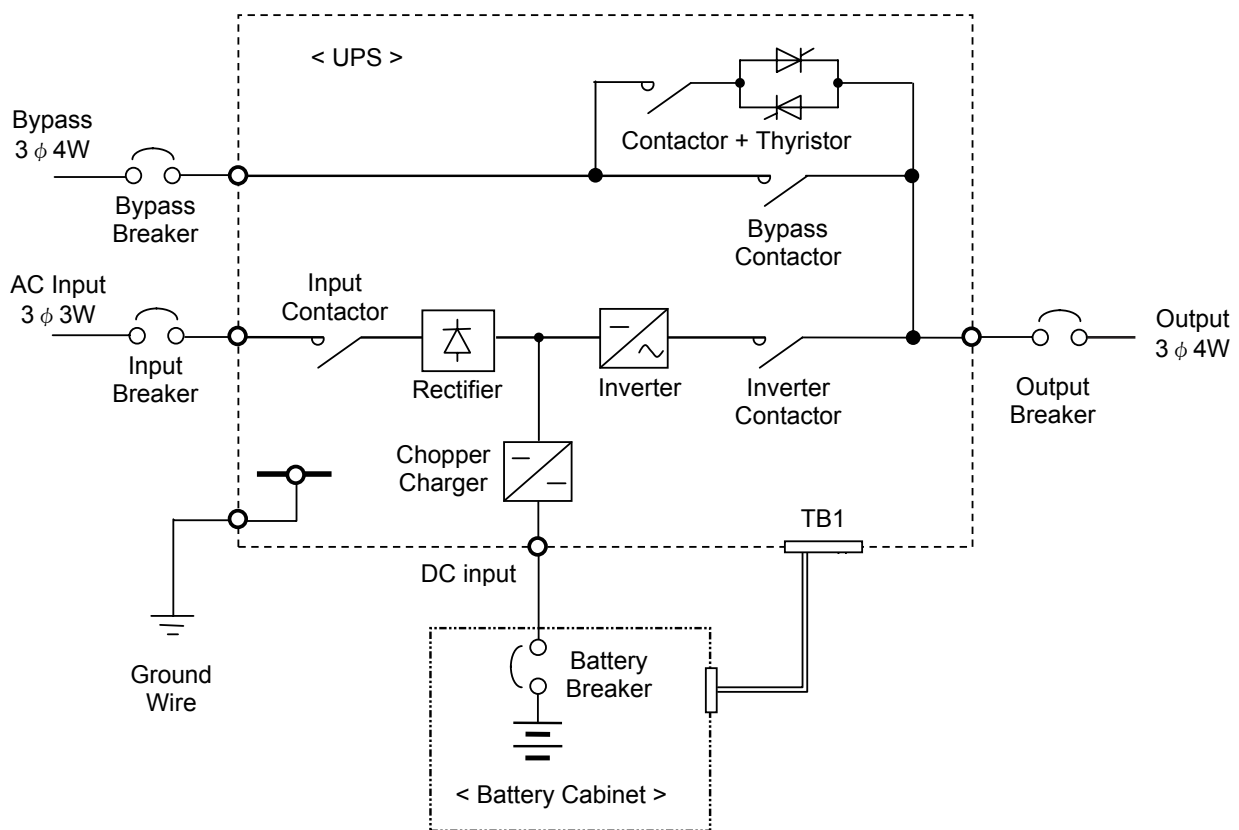 < UPS >
Contactor + Thyristor
Bypass
3 φ 4W
Bypass
Breaker
Bypass
Contactor
AC Input
3 φ 3W
Input
Breaker
Input
Contactor
Rectifier
Inverter
Inverter
Contactor
Output
3 φ 4W
Output
Breaker
Chopper
Charger
TB1
DC input
Ground
Wire
Battery
Breaker
< Battery Cabinet >